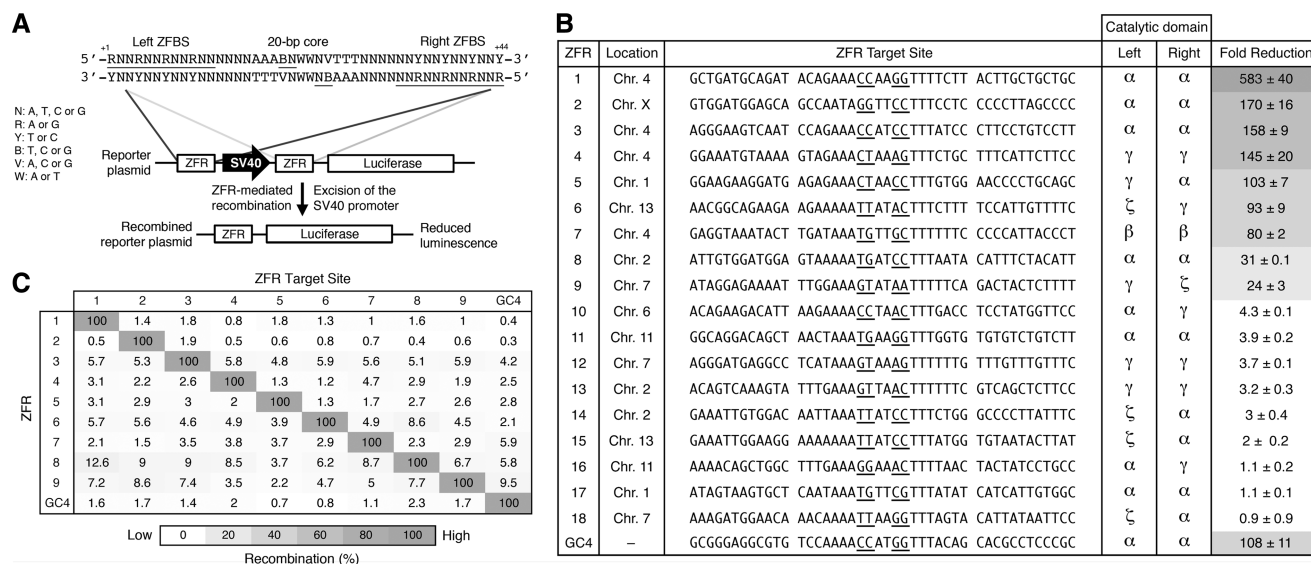 A
+1 Left ZFBS 20-bp core Right ZFBS +44
5′–RNNRNNRNNRNNNNNNAAABNWWNVTTTNNNNNNYNNYNNYNNY–3′
3′–YNNYNNYNNYNNNNNNTTTVNWWNBAAANNNNNNRNNRNNRNNR–5′
N: A, T, C or G
R: A or G
Y: T or C
B: T, C or G
V: A, C or G
W: A or T
Reporter plasmid ZFR SV40 ZFR Luciferase
ZFR-mediated recombination Excision of the SV40 promoter
Recombined reporter plasmid ZFR Luciferase Reduced luminescence
B
Catalytic domain
ZFR Location ZFR Target Site Left Right Fold Reduction
1 Chr. 4 GCTGATGCAGAT ACAGAAACCAAGGTTTTCTT ACTTGCTGCTGC α α 583 ± 40
2 Chr. X GTGGATGGAGCA GCCAATAGGTTCCTTTCCTC CCCCTTAGCCCC α α 170 ± 16
3 Chr. 4 AGGGAAGTCAAT CCAGAAACCATCCTTTATCC CTTCCTGTCCTT α α 158 ± 9
4 Chr. 4 GGAAATGTAAAA GTAGAAACTAAAGTTTCTGC TTTCATTCTTCC γ γ 145 ± 20
5 Chr. 1 GGAAGAAGGATG AGAGAAACTAACCTTTGTGG AACCCCTGCAGC γ α 103 ± 7
6 Chr. 13 AACGGCAGAAGA AGAAAAATTATACTTTCTTT TCCATTGTTTTC ζ γ 93 ± 9
7 Chr. 4 GAGGTAAATACT TGATAAATGTTGCTTTTTTC CCCCATTACCCT β β 80 ± 2
8 Chr. 2 ATTGTGGATGGA GTAAAAATGATCCTTTAATA CATTTCTACATT α α 31 ± 0.1
9 Chr. 7 ATAGGAGAAAAT TTGGAAAGTATAATTTTTCA GACTACTCTTTT γ ζ 24 ± 3
10 Chr. 6 ACAGAAGACATT AAGAAAACCTAACTTTGACC TCCTATGGTTCC α γ 4.3 ± 0.1
11 Chr. 11 GGCAGGACAGCT AACTAAATGAAGGTTTGGTG TGTGTCTGTCTT α α 3.9 ± 0.2
12 Chr. 7 AGGGATGAGGCC TCATAAAGTAAAGTTTTTTG TTTGTTTGTTTC γ γ 3.7 ± 0.1
13 Chr. 2 ACAGTCAAAGTA TTTGAAAGTTAACTTTTTTC GTCAGCTCTTCC γ γ 3.2 ± 0.3
14 Chr. 2 GAAATTGTGGAC AATTAAATTATCCTTTCTGG CCCCTTATTTC ζ α 3 ± 0.4
15 Chr. 13 GAAATTGGAAGG AAAAAAATTATCCTTTATGG TGTAATACTTAT ζ α 2 ± 0.2
16 Chr. 11 AAAACAGCTGGC TTTGAAAGGAAACTTTTAAC TACTATCCTGCC α γ 1.1 ± 0.2
17 Chr. 1 ATAGTAAGTGCT CAATAAATGTTCGTTTATAT CATCATTGTGGC α α 1.1 ± 0.1
18 Chr. 7 AAAGATGGAACA AACAAAATTAAGGTTTAGTA CATTATAATTCC ζ α 0.9 ± 0.9
GC4 – GCGGGAGGCGTG TCCAAAACCATGGTTTACAG CACGCCTCCCGC α α 108 ± 11
C
ZFR Target Site
1 2 3 4 5 6 7 8 9 GC4
ZFR
1 100 1.4 1.8 0.8 1.8 1.3 1 1.6 1 0.4
2 0.5 100 1.9 0.5 0.6 0.8 0.7 0.4 0.6 0.3
3 5.7 5.3 100 5.8 4.8 5.9 5.6 5.1 5.9 4.2
4 3.1 2.2 2.6 100 1.3 1.2 4.7 2.9 1.9 2.5
5 3.1 2.9 3 2 100 1.3 1.7 2.7 2.6 2.8
6 5.7 5.6 4.6 4.9 3.9 100 4.9 8.6 4.5 2.1
7 2.1 1.5 3.5 3.8 3.7 2.9 100 2.3 2.9 5.9
8 12.6 9 9 8.5 3.7 6.2 8.7 100 6.7 5.8
9 7.2 8.6 7.4 3.5 2.2 4.7 5 7.7 100 9.5
GC4 1.6 1.7 1.4 2 0.7 0.8 1.1 2.3 1.7 100
Low 0 20 40 60 80 100 High
Recombination (%)